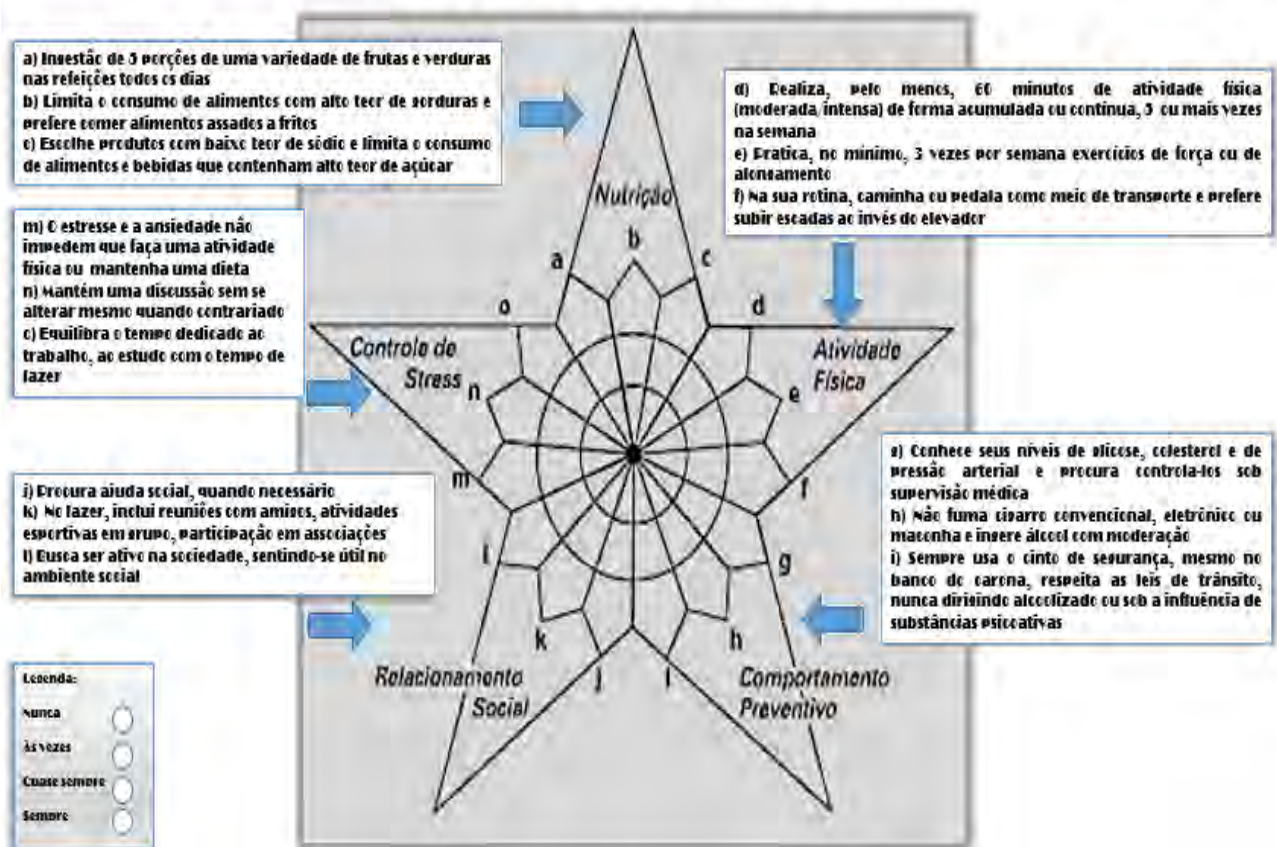 a) Ingestão de 5 porções de uma variedade de frutas e verduras
nas refeições todos os dias
b) Limita o consumo de alimentos com alto teor de gorduras e
prefere comer alimentos assados a fritos
c) Escolhe produtos com baixo teor de sódio e limita o consumo
de alimentos e bebidas que contenham alto teor de açúcar
d) Realiza, pelo menos, 60 minutos de atividade física
(moderada/intensa) de forma acumulada ou contínua, 5 ou mais vezes
na semana
e) Pratica, no mínimo, 3 vezes por semana exercícios de força ou de
alongamento
f) Na sua rotina, caminha ou pedala como meio de transporte e prefere
subir escadas ao invés do elevador
m) O estresse e a ansiedade não
impedem que faça uma atividade
física ou mantenha uma dieta
n) Mantém uma discussão sem se
alterar mesmo quando contrariado
o) Equilibra o tempo dedicado ao
trabalho, ao estudo com o tempo de
lazer
g) Conhece seus níveis de glicose, colesterol e de
pressão arterial e procura controla-los sob
supervisão médica
h) Não fuma cigarro convencional, eletrônico ou
maconha e ingere álcool com moderação
i) Sempre usa o cinto de segurança, mesmo no
banco do carona, respeita as leis de trânsito,
nunca dirigindo alcoolizado ou sob a influência de
substâncias psicoativas
j) Procura ajuda social, quando necessário
k) No lazer, inclui reuniões com amigos, atividades
esportivas em grupo, participação em associações
l) Busca ser ativo na sociedade, sentindo-se útil no
ambiente social
Legenda:
Nunca
Às vezes
Quase sempre
Sempre
Nutrição
a
b
c
d
e
f
g
h
i
j
k
l
m
n
o
Controle de
Stress
Atividade
Física
Relacionamento
Social
Comportamento
Preventivo